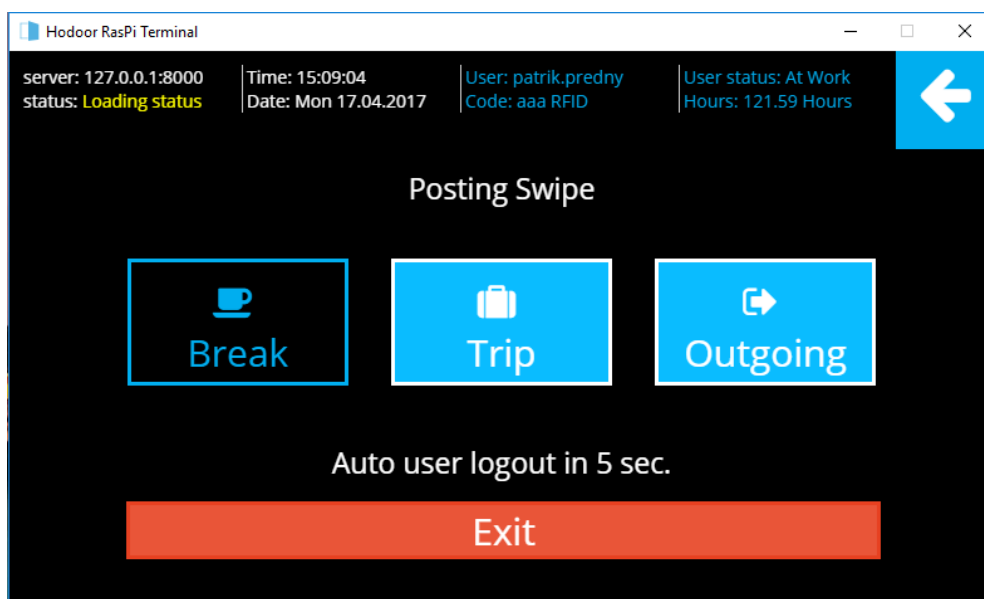 Hodoor RasPi Terminal
server: 127.0.0.1:8000
status: Loading status
Time: 15:09:04
Date: Mon 17.04.2017
User: patrik.predny
Code: aaa RFID
User status: At Work
Hours: 121.59 Hours
Posting Swipe
Break
Trip
Outgoing
Auto user logout in 5 sec.
Exit